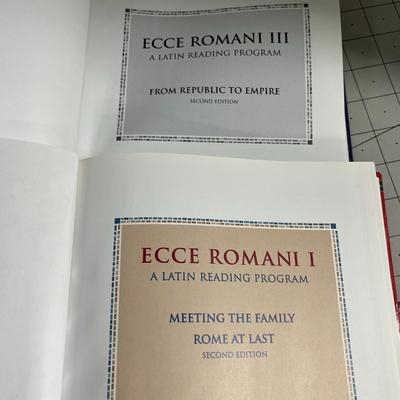 ECCE ROMANI III
A LATIN READING PROGRAM
FROM REPUBLIC TO EMPIRE
SECOND EDITION
ECCE ROMANI I
A LATIN READING PROGRAM
MEETING THE FAMILY
ROME AT LAST
SECOND EDITION